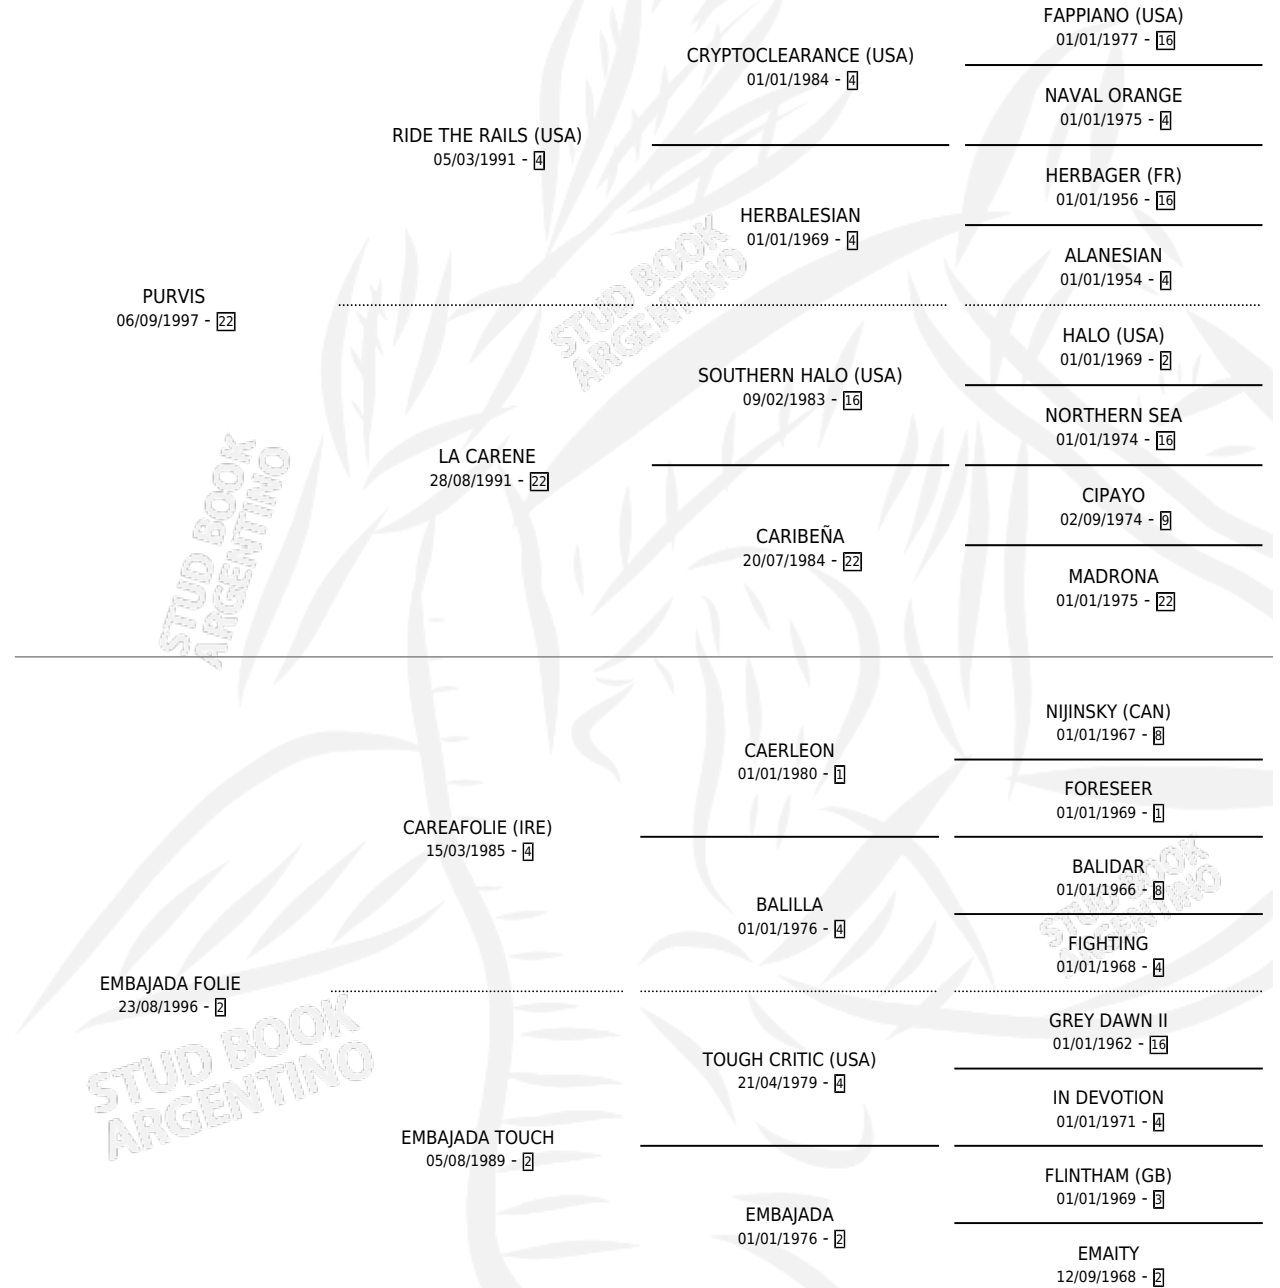 FAPPIANO (USA)
01/01/1977 - 16
CRYPTOCLEARANCE (USA)
01/01/1984 - 4
NAVAL ORANGE
01/01/1975 - 4
RIDE THE RAILS (USA)
05/03/1991 - 4
HERBAGER (FR)
01/01/1956 - 16
HERBALESIAN
01/01/1969 - 4
ALANESIAN
01/01/1954 - 4
PURVIS
06/09/1997 - 22
STUD BOOK
ARGENTINO
HALO (USA)
01/01/1969 - 2
SOUTHERN HALO (USA)
09/02/1983 - 16
NORTHERN SEA
01/01/1974 - 16
LA CARENE
28/08/1991 - 22
CIPAYO
02/09/1974 - 9
CARIBEÑA
20/07/1984 - 22
MADRONA
01/01/1975 - 22
STUD BOOK
ARGENTINO
NIJINSKY (CAN)
01/01/1967 - 8
CAERLEON
01/01/1980 - 1
FORESEER
01/01/1969 - 1
CAREAFOLIE (IRE)
15/03/1985 - 4
BALIDAR
01/01/1966 - 8
BALILLA
01/01/1976 - 4
FIGHTING
01/01/1968 - 4
STUD BOOK
ARGENTINO
EMBAJADA FOLIE
23/08/1996 - 2
GREY DAWN II
01/01/1962 - 16
TOUGH CRITIC (USA)
21/04/1979 - 4
IN DEVOTION
01/01/1971 - 4
STUD BOOK
ARGENTINO
EMBAJADA TOUCH
05/08/1989 - 2
FLINTHAM (GB)
01/01/1969 - 3
EMBAJADA
01/01/1976 - 2
EMAITY
12/09/1968 - 2